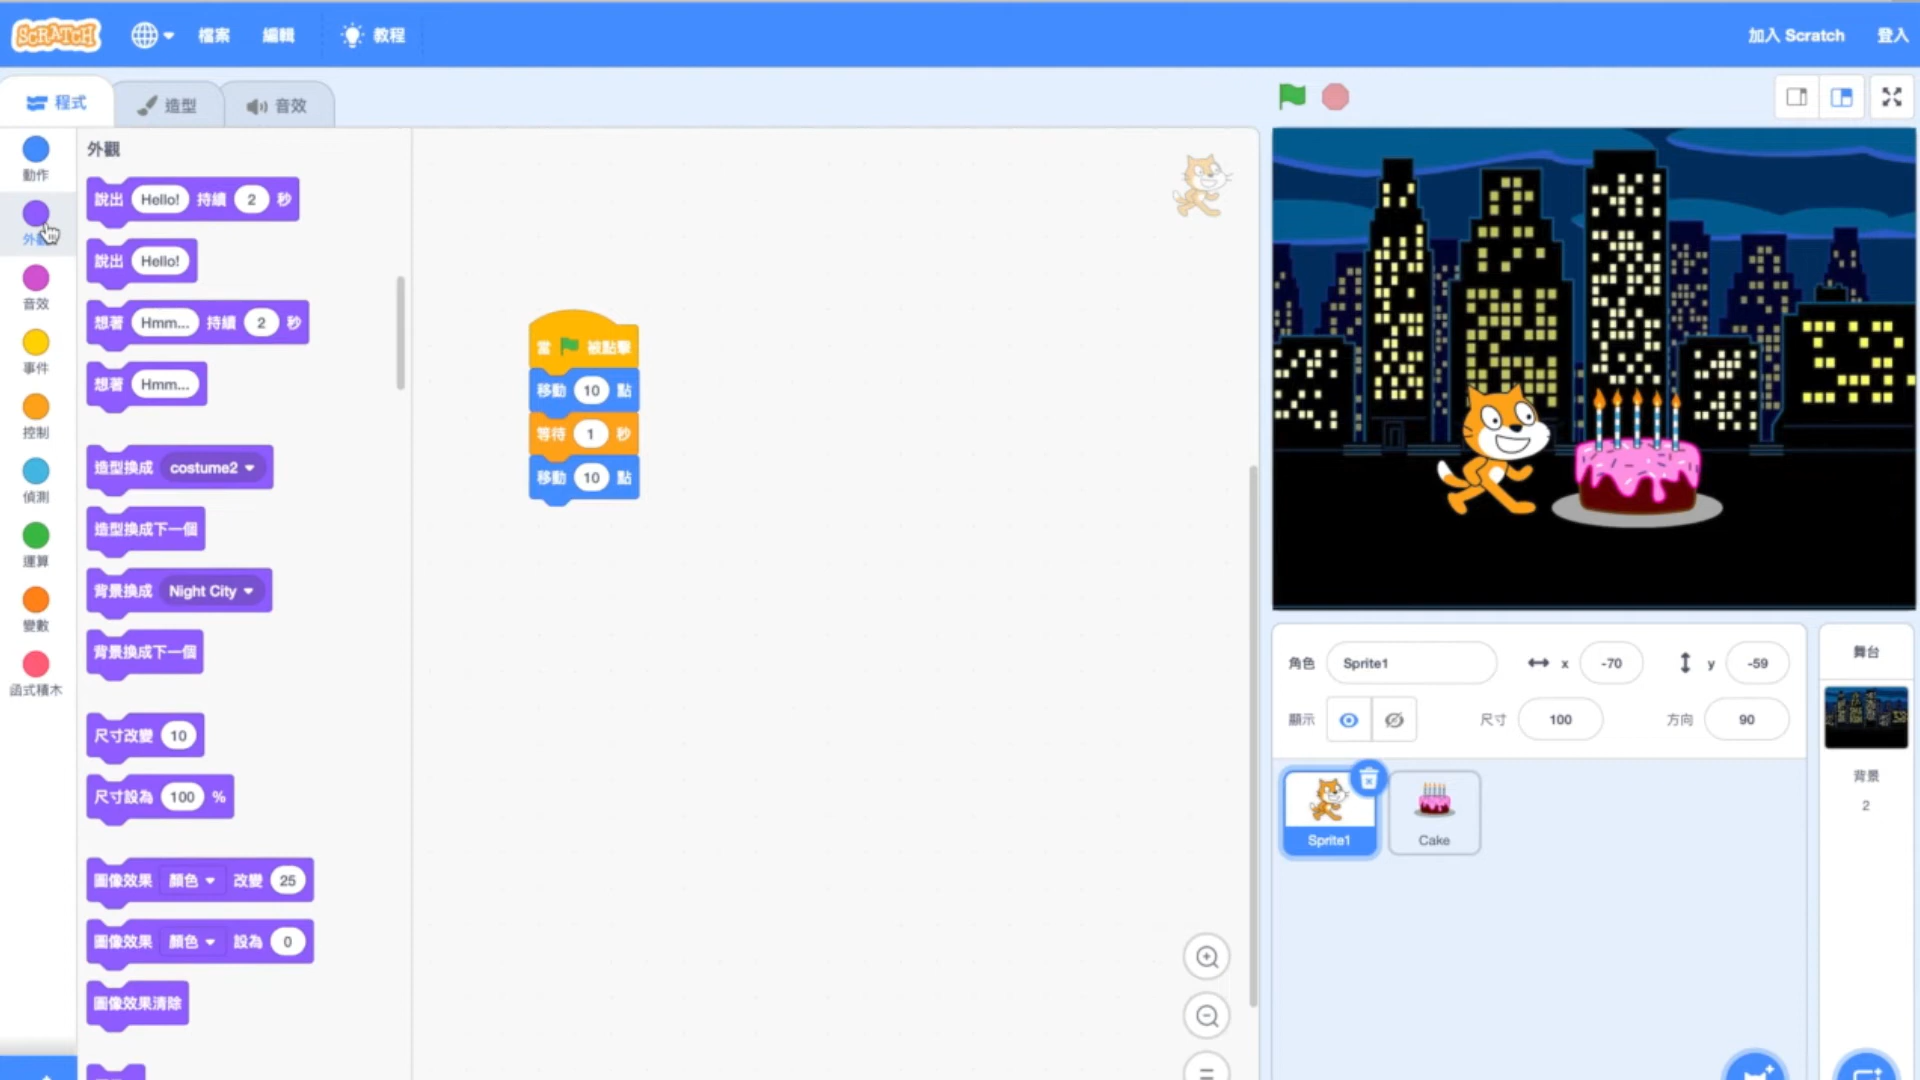 SCRATCH
檔案
編輯
教程
加入 Scratch
登入
程式
造型
音效
動作
音效
事件
控制
偵測
運算
變數
函式積木
外觀
說出 Hello! 持續 2 秒
說出 Hello!
想著 Hmm... 持續 2 秒
想著 Hmm...
造型換成 costume2
造型換成下一個
背景換成 Night City
背景換成下一個
尺寸改變 10
尺寸設為 100 %
圖像效果 顏色 改變 25
圖像效果 顏色 設為 0
圖像效果清除
當 被點擊
移動 10 點
等待 1 秒
移動 10 點
角色 Sprite1 x -70 y -59
顯示 尺寸 100 方向 90
Sprite1
Cake
舞台
背景
2